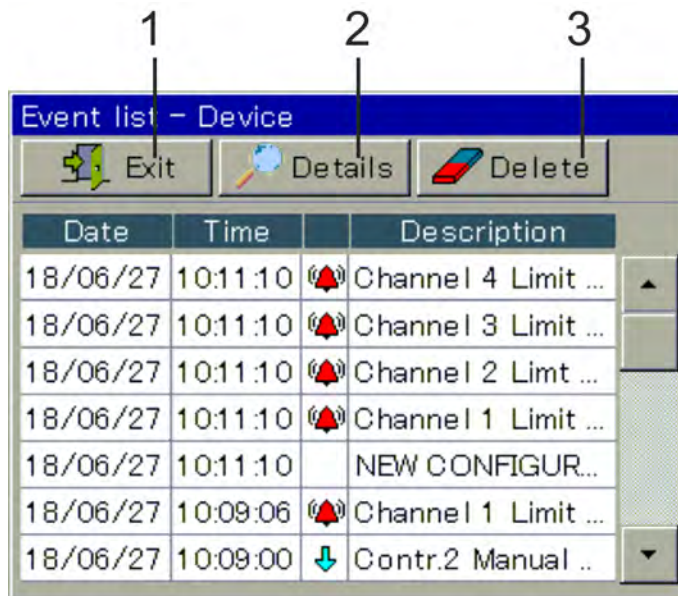 1 2 3
Event list - Device
Exit Details Delete
Date Time Description
18/06/27 10:11:10 Channel 4 Limit ...
18/06/27 10:11:10 Channel 3 Limit ...
18/06/27 10:11:10 Channel 2 Limt ...
18/06/27 10:11:10 Channel 1 Limit ...
18/06/27 10:11:10 NEW CONFIGUR...
18/06/27 10:09:06 Channel 1 Limit ...
18/06/27 10:09:00 Contr.2 Manual ..